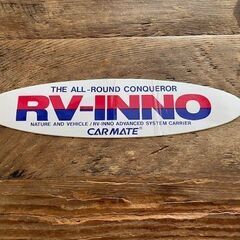 THE ALL-ROUND CONQUEROR
RV-INNO
NATURE AND VEHICLE / RV-INNO ADVANCED SYSTEM CARRIER
CARMATE®